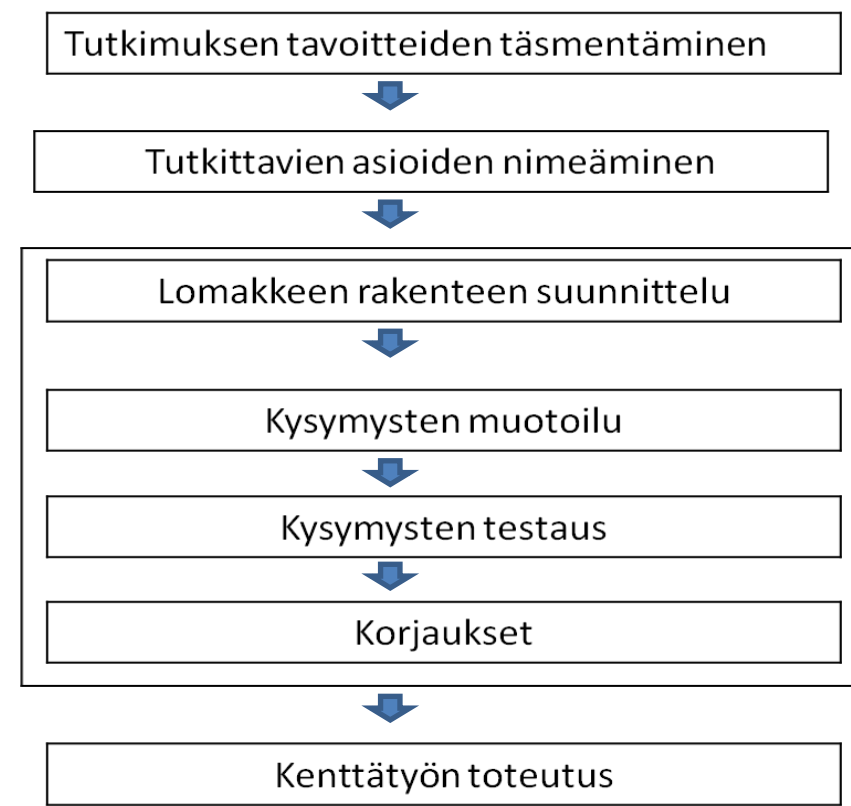 Tutkimuksen tavoitteiden täsmentäminen
Tutkittavien asioiden nimeäminen
Lomakkeen rakenteen suunnittelu
Kysymysten muotoilu
Kysymysten testaus
Korjaukset
Kenttätyön toteutus